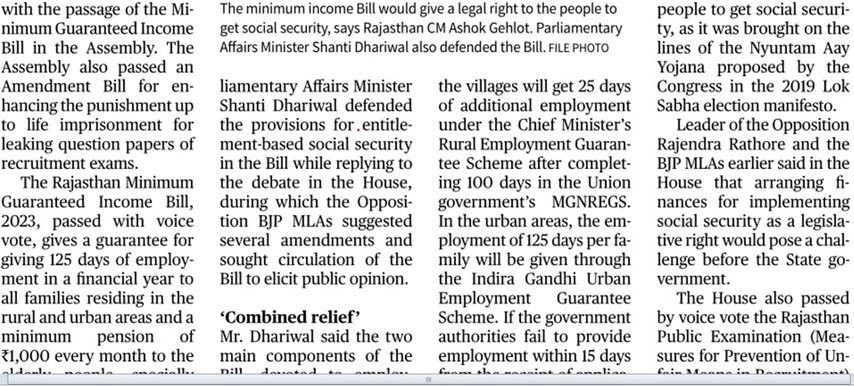 with the passage of the Mi-
nimum Guaranteed Income
Bill in the Assembly. The
Assembly also passed an
Amendment Bill for en-
hancing the punishment up
to life imprisonment for
leaking question papers of
recruitment exams.
The Rajasthan Minimum
Guaranteed Income Bill,
2023, passed with voice
vote, gives a guarantee for
giving 125 days of employ-
ment in a financial year to
all families residing in the
rural and urban areas and a
minimum pension of
₹1,000 every month to the
elderly people, specially
The minimum income Bill would give a legal right to the people to
get social security, says Rajasthan CM Ashok Gehlot. Parliamentary
Affairs Minister Shanti Dhariwal also defended the Bill. FILE PHOTO
liamentary Affairs Minister
Shanti Dhariwal defended
the provisions for entitle-
ment-based social security
in the Bill while replying to
the debate in the House,
during which the Opposi-
tion BJP MLAs suggested
several amendments and
sought circulation of the
Bill to elicit public opinion.
‘Combined relief’
Mr. Dhariwal said the two
main components of the
Bill, devoted to employ-
the villages will get 25 days
of additional employment
under the Chief Minister’s
Rural Employment Guaran-
tee Scheme after complet-
ing 100 days in the Union
government’s MGNREGS.
In the urban areas, the em-
ployment of 125 days per fa-
mily will be given through
the Indira Gandhi Urban
Employment Guarantee
Scheme. If the government
authorities fail to provide
employment within 15 days
from the receipt of applica-
people to get social securi-
ty, as it was brought on the
lines of the Nyuntam Aay
Yojana proposed by the
Congress in the 2019 Lok
Sabha election manifesto.
Leader of the Opposition
Rajendra Rathore and the
BJP MLAs earlier said in the
House that arranging fi-
nances for implementing
social security as a legisla-
tive right would pose a chal-
lenge before the State go-
vernment.
The House also passed
by voice vote the Rajasthan
Public Examination (Mea-
sures for Prevention of Un-
fair Means in Recruitment)